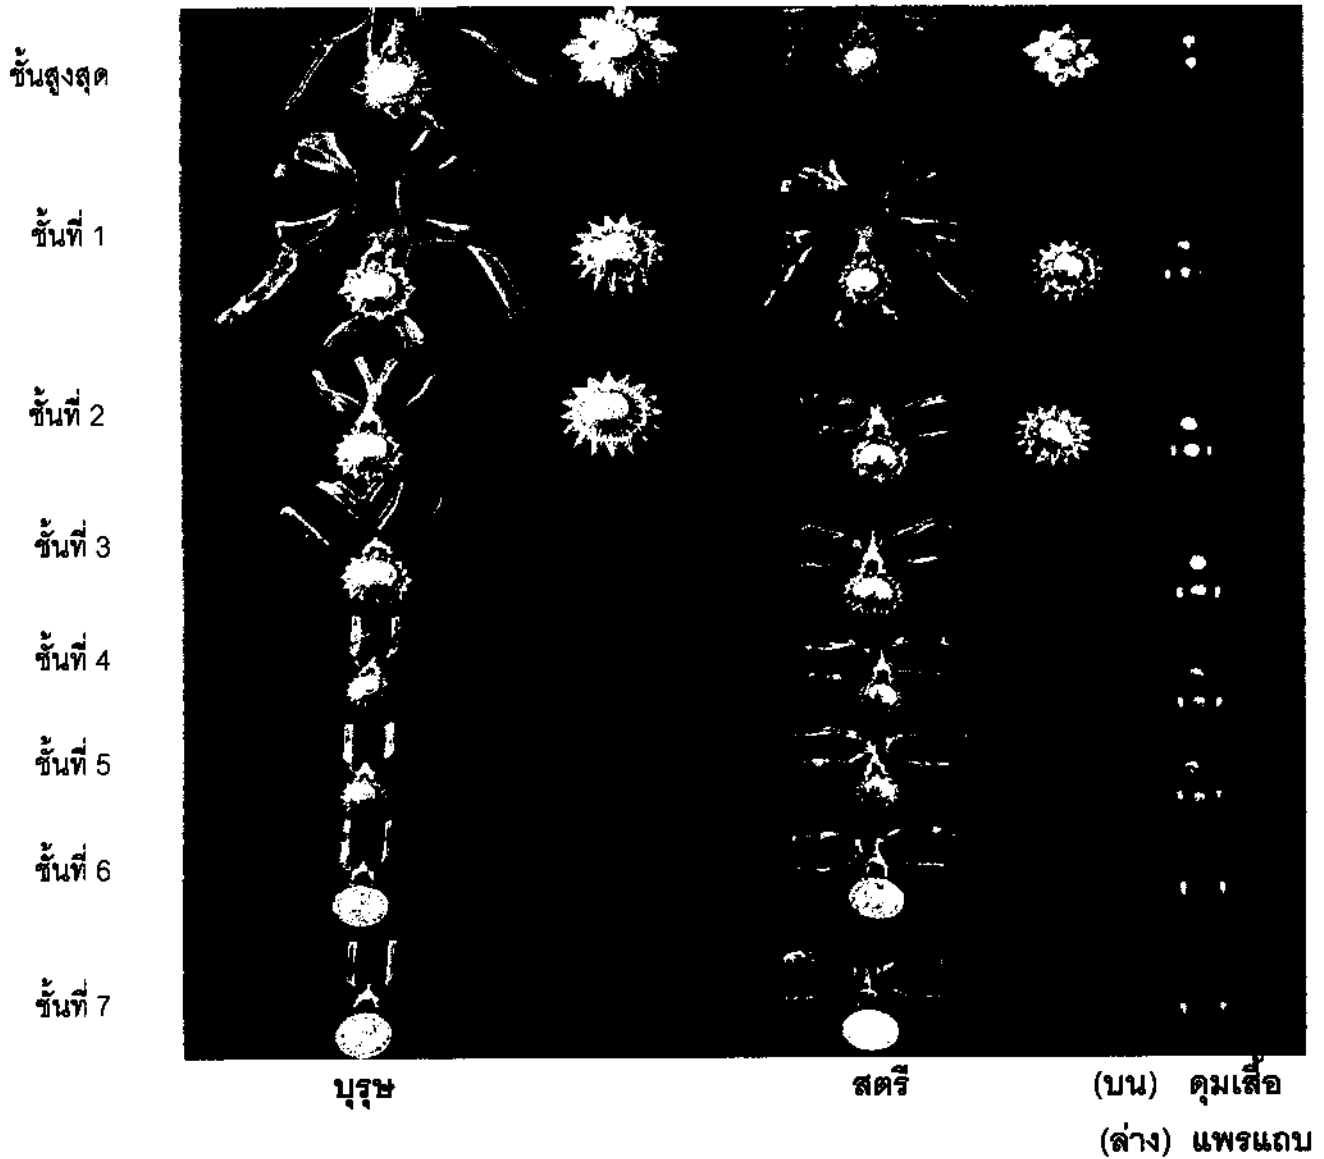 ชั้นสูงสุด
ชั้นที่ 1
ชั้นที่ 2
ชั้นที่ 3
ชั้นที่ 4
ชั้นที่ 5
ชั้นที่ 6
ชั้นที่ 7
บุรุษ สตรี (บน) ดุมเสื้อ
(ล่าง) แพรแถบ